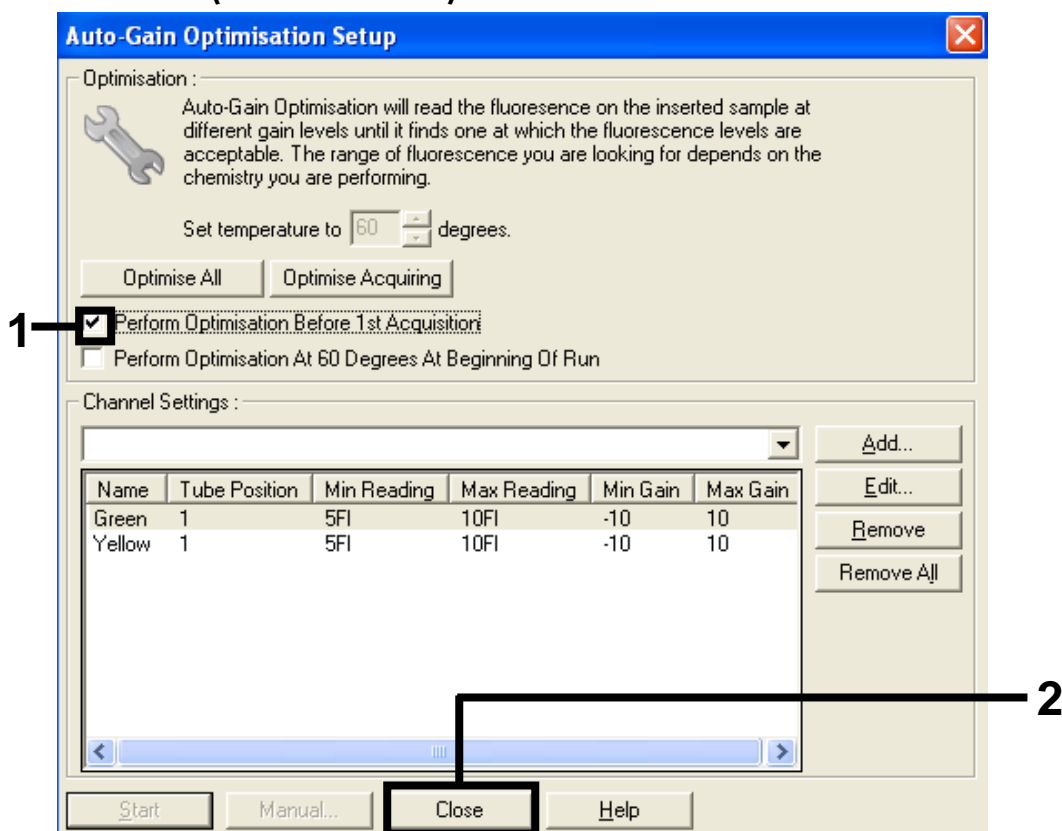 Auto-Gain Optimisation Setup
Optimisation :
Auto-Gain Optimisation will read the fluoresence on the inserted sample at
different gain levels until it finds one at which the fluorescence levels are
acceptable. The range of fluorescence you are looking for depends on the
chemistry you are performing.
Set temperature to 60 degrees.
Optimise All Optimise Acquiring
1 Perform Optimisation Before 1st Acquisition
Perform Optimisation At 60 Degrees At Beginning Of Run
Channel Settings :
Add...
Name Tube Position Min Reading Max Reading Min Gain Max Gain Edit...
Green 1 5Fl 10Fl -10 10
Remove
Yellow 1 5Fl 10Fl -10 10
Remove All
2
Start Manual... Close Help